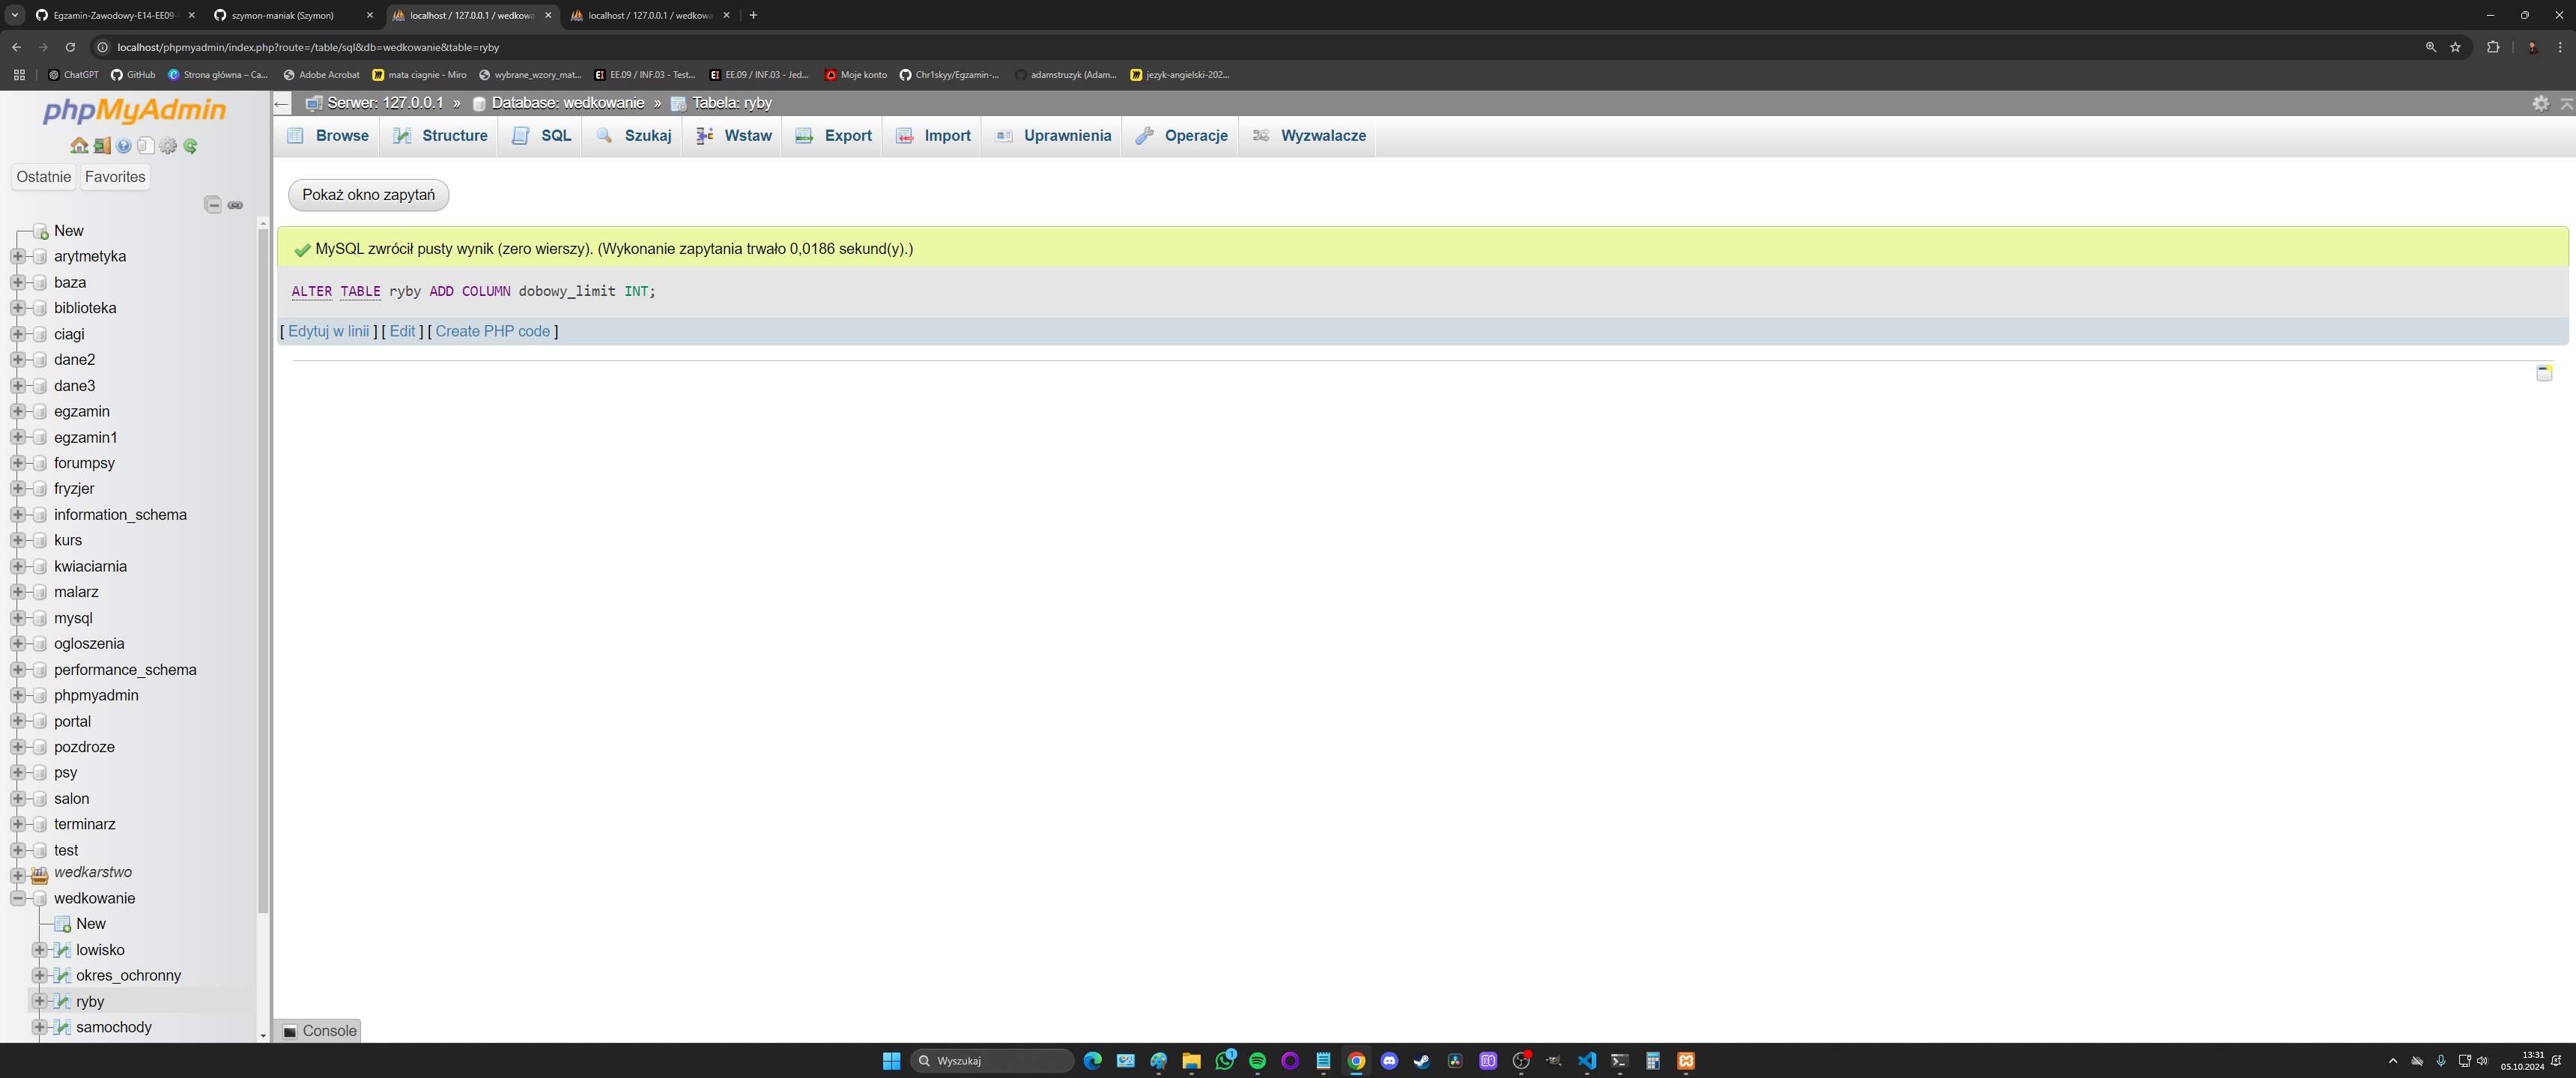 Egzamin-Zawodowy-E14-EE09-
szymon-maniak (Szymon)
localhost / 127.0.0.1 / wedkowa
localhost / 127.0.0.1 / wedkowa
localhost/phpmyadmin/index.php?route=/table/sql&db=wedkowanie&table=ryby
ChatGPT
GitHub
Strona główna – Ca...
Adobe Acrobat
mata ciagnie - Miro
wybrane_wzory_mat...
EE.09 / INF.03 - Test...
EE.09 / INF.03 - Jed...
Moje konto
Chr1skyy/Egzamin-...
adamstruzyk (Adam...
jezyk-angielski-202...
phpMyAdmin
Ostatnie
Favorites
New
arytmetyka
baza
biblioteka
ciagi
dane2
dane3
egzamin
egzamin1
forumpsy
fryzjer
information_schema
kurs
kwiaciarnia
malarz
mysql
ogloszenia
performance_schema
phpmyadmin
portal
pozdroze
psy
salon
terminarz
test
wedkarstwo
wedkowanie
New
lowisko
okres_ochronny
ryby
samochody
Serwer: 127.0.0.1 » Database: wedkowanie » Tabela: ryby
Browse
Structure
SQL
Szukaj
Wstaw
Export
Import
Uprawnienia
Operacje
Wyzwalacze
Pokaż okno zapytań
MySQL zwrócił pusty wynik (zero wierszy). (Wykonanie zapytania trwało 0,0186 sekund(y).)
ALTER TABLE ryby ADD COLUMN dobowy_limit INT;
[ Edytuj w linii ] [ Edit ] [ Create PHP code ]
Console
Wyszukaj
1
13:31
05.10.2024